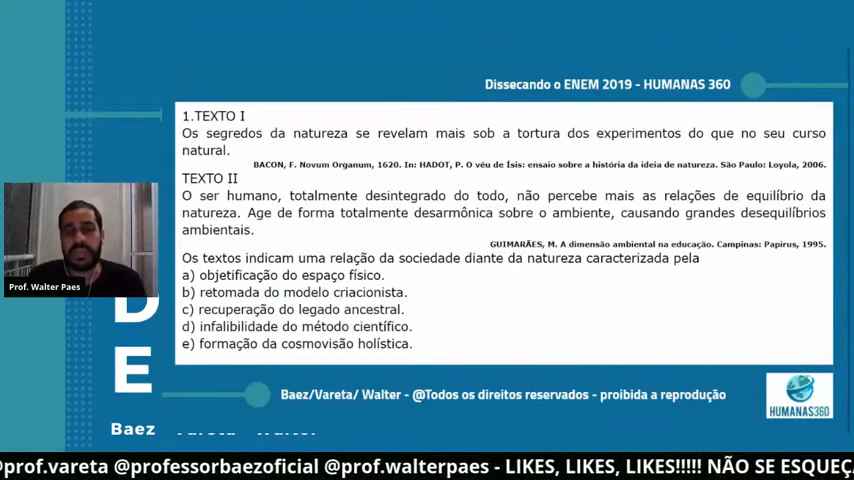 Dissecando o ENEM 2019 - HUMANAS 360
1.TEXTO I
Os segredos da natureza se revelam mais sob a tortura dos experimentos do que no seu curso
natural.
BACON, F. Novum Organum, 1620. In: HADOT, P. O véu de Ísis: ensaio sobre a história da ideia de natureza. São Paulo: Loyola, 2006.
TEXTO II
O ser humano, totalmente desintegrado do todo, não percebe mais as relações de equilíbrio da
natureza. Age de forma totalmente desarmônica sobre o ambiente, causando grandes desequilíbrios
ambientais.
GUIMARÃES, M. A dimensão ambiental na educação. Campinas: Papirus, 1995.
Os textos indicam uma relação da sociedade diante da natureza caracterizada pela
a) objetificação do espaço físico.
b) retomada do modelo criacionista.
c) recuperação do legado ancestral.
d) infalibilidade do método científico.
e) formação da cosmovisão holística.
Prof. Walter Paes
D
E
Baez/Vareta/ Walter - @Todos os direitos reservados - proibida a reprodução
HUMANAS360
Baez
@prof.vareta @professorbaezoficial @prof.walterpaes - LIKES, LIKES, LIKES!!!!! NÃO SE ESQUEÇA